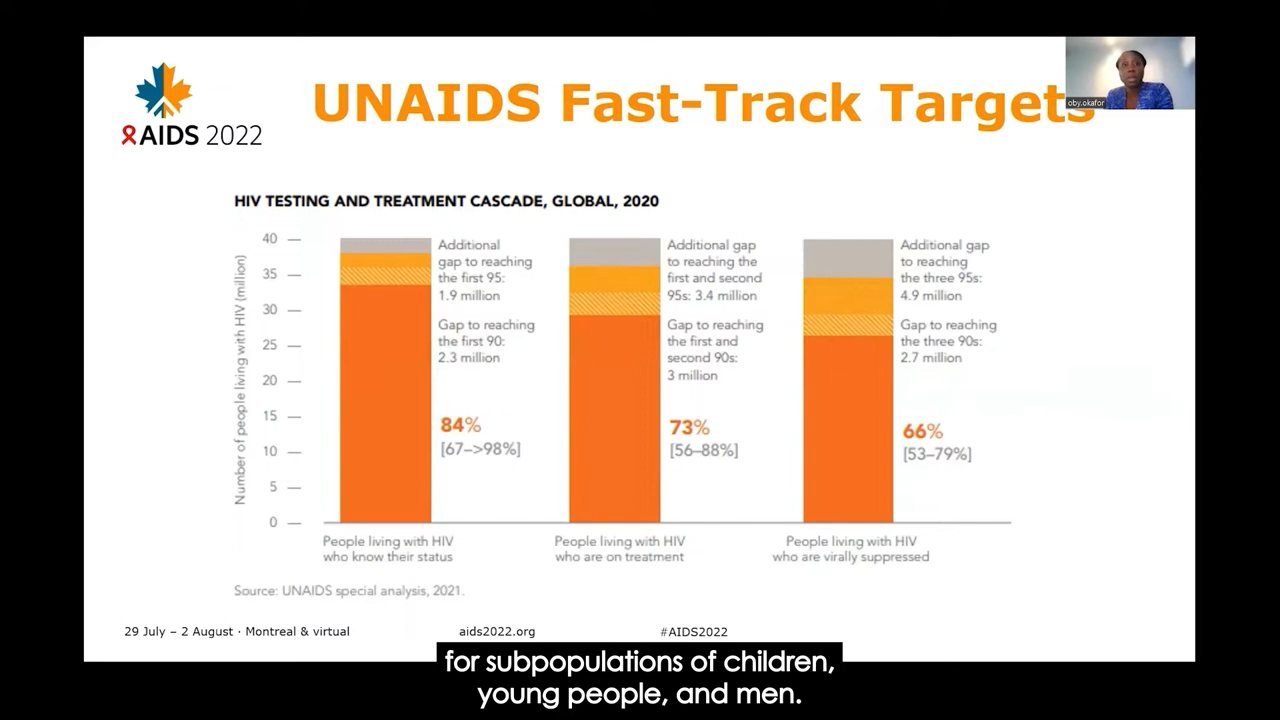 UNAIDS Fast-Track Targets
oby.okafor
AIDS 2022
HIV TESTING AND TREATMENT CASCADE, GLOBAL, 2020
Number of people living with HIV (million)
40
35
30
25
20
15
10
5
0
Additional
gap to reaching
the first 95:
1.9 million
Gap to reaching
the first 90:
2.3 million
84%
[67–>98%]
Additional gap
to reaching the
first and second
95s: 3.4 million
Gap to reaching
the first and
second 90s:
3 million
73%
[56–88%]
Additional gap
to reaching
the three 95s:
4.9 million
Gap to reaching
the three 90s:
2.7 million
66%
[53–79%]
People living with HIV
who know their status
People living with HIV
who are on treatment
People living with HIV
who are virally suppressed
Source: UNAIDS special analysis, 2021.
29 July – 2 August · Montreal & virtual
aids2022.org
#AIDS2022
for subpopulations of children,
young people, and men.